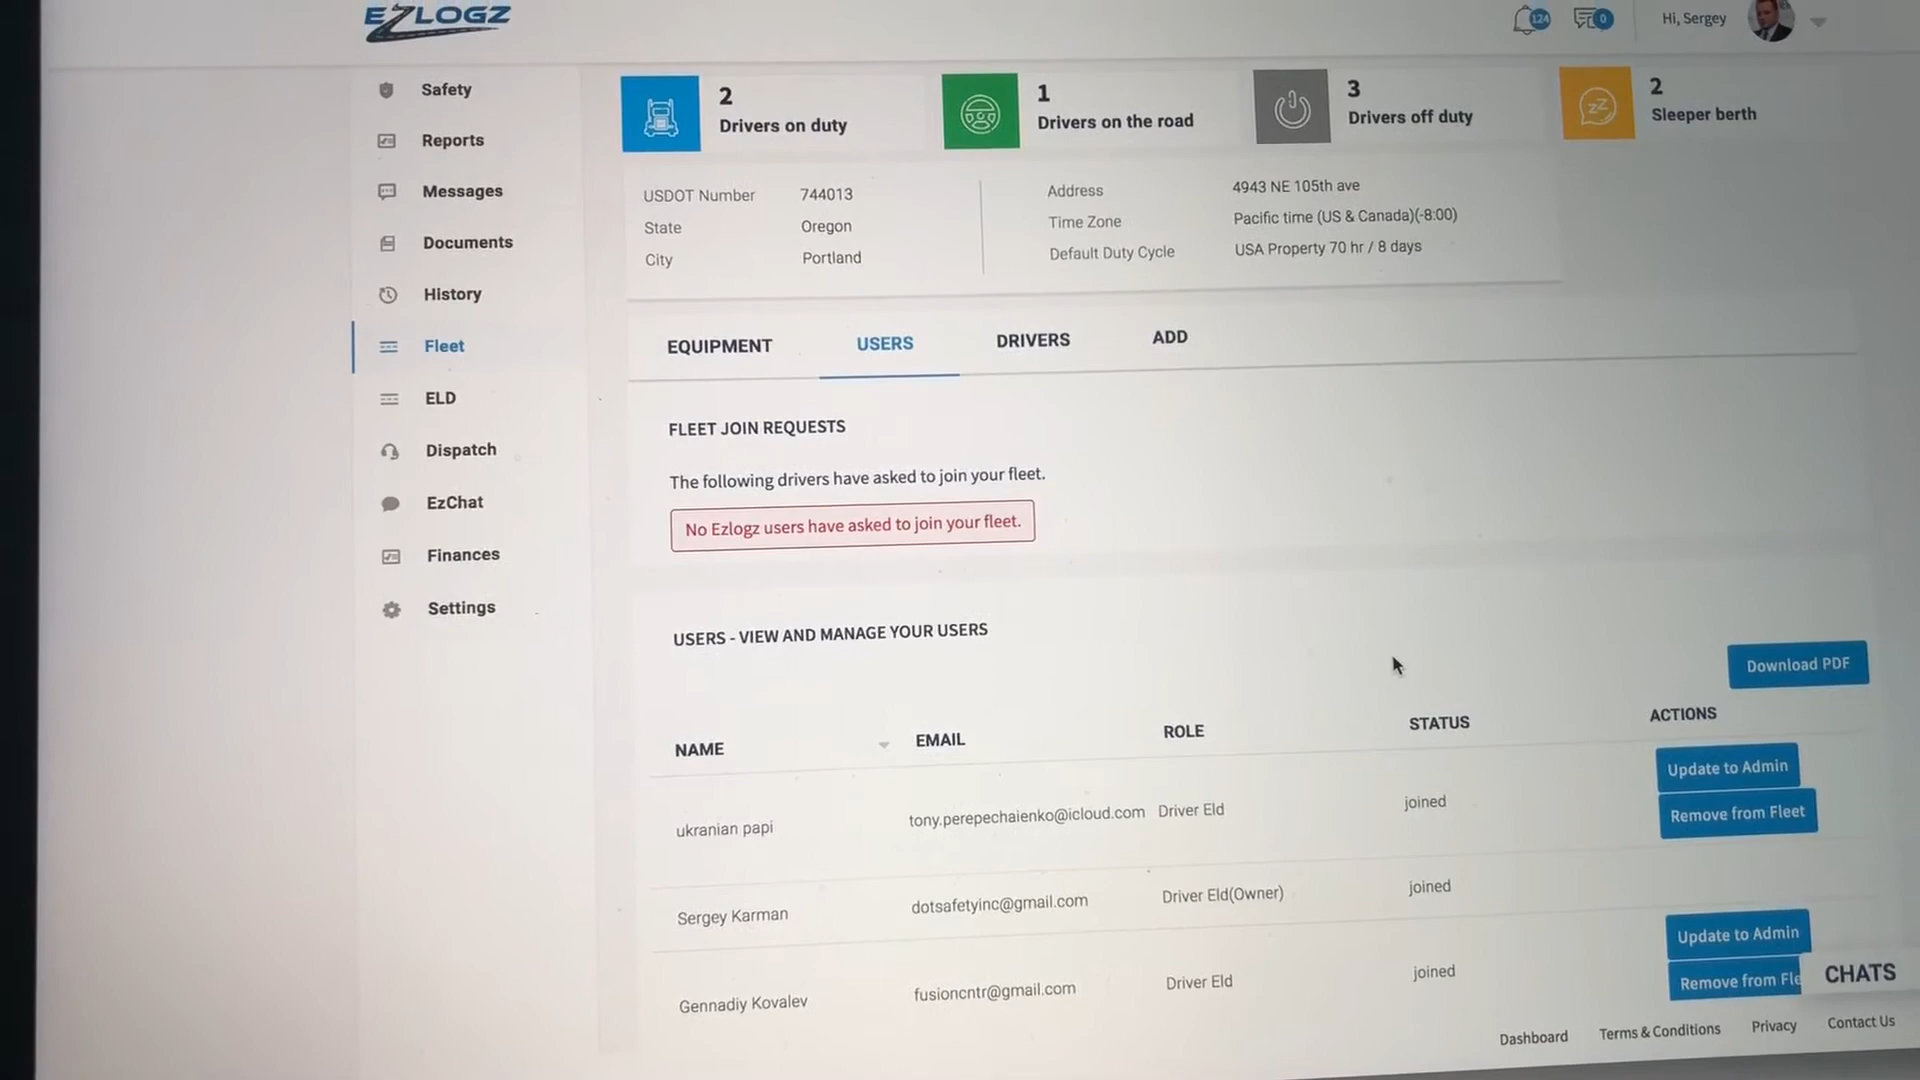 EZLOGZ
124
0
Hi, Sergey
Safety
Reports
Messages
Documents
History
Fleet
ELD
Dispatch
EzChat
Finances
Settings
2
Drivers on duty
1
Drivers on the road
3
Drivers off duty
zZ
2
Sleeper berth
USDOT Number 744013
State Oregon
City Portland
Address 4943 NE 105th ave
Time Zone Pacific time (US & Canada)(-8:00)
Default Duty Cycle USA Property 70 hr / 8 days
EQUIPMENT USERS DRIVERS ADD
FLEET JOIN REQUESTS
The following drivers have asked to join your fleet.
No Ezlogz users have asked to join your fleet.
USERS - VIEW AND MANAGE YOUR USERS
Download PDF
NAME EMAIL ROLE STATUS ACTIONS
ukranian papi tony.perepechaienko@icloud.com Driver Eld joined
Update to Admin
Remove from Fleet
Sergey Karman dotsafetyinc@gmail.com Driver Eld(Owner) joined
Gennadiy Kovalev fusioncntr@gmail.com Driver Eld joined
Update to Admin
Remove from Fle
CHATS
Dashboard Terms & Conditions Privacy Contact Us